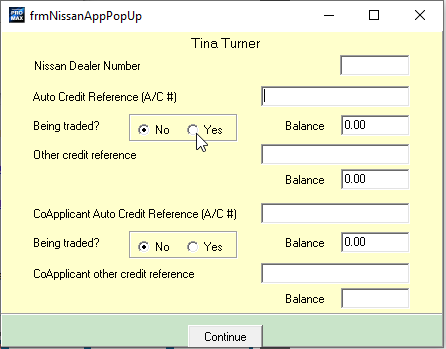 PRO MAX frmNissanAppPopUp
Tina Turner
Nissan Dealer Number
Auto Credit Reference (A/C #)
Being traded? No Yes Balance 0.00
Other credit reference
Balance 0.00
CoApplicant Auto Credit Reference (A/C #)
Being traded? No Yes Balance 0.00
CoApplicant other credit reference
Balance
Continue